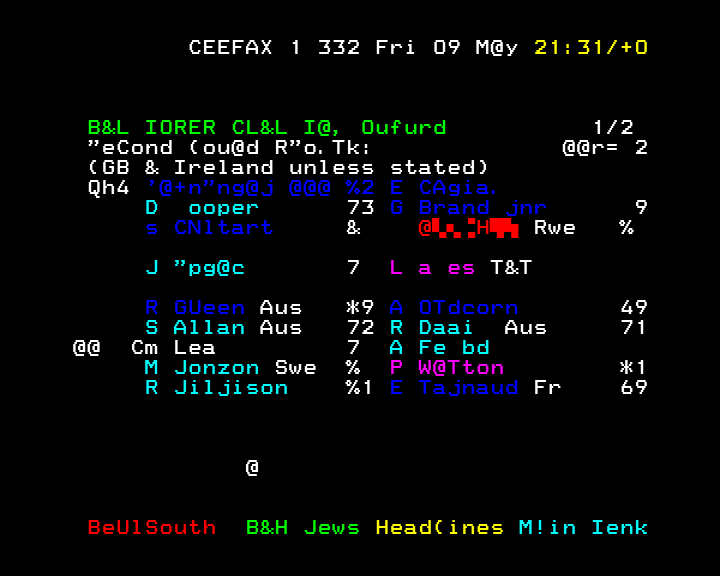 CEEFAX 1 332 Fri 09 M@y 21:31/+0
B&L IORER CL&L I@, Oufurd 1/2
"eCond (ou@d R"o.Tk: @@r= 2
(GB & Ireland unless stated)
Qh4 '@+n"ng@j @@@ %2 E CAgia.
D ooper 73 G Brand jnr 9
s CNltart & @ H Rwe %
J "pg@c 7 L a es T&T
R GUeen Aus *9 A OTdcorn 49
S Allan Aus 72 R Daai Aus 71
@@ Cm Lea 7 A Fe bd
M Jonzon Swe % P W@Tton *1
R Jiljison %1 E Tajnaud Fr 69
@
BeUlSouth B&H Jews Head(ines M!in Ienk